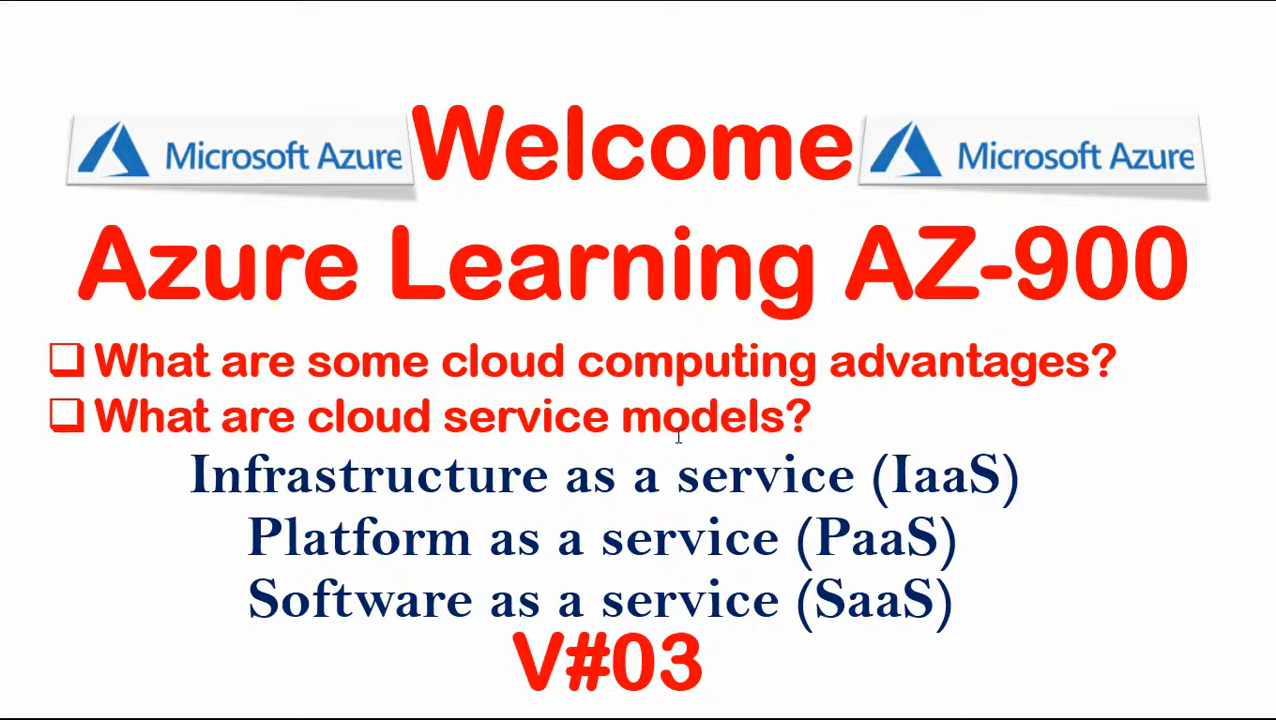 Microsoft Azure Welcome Microsoft Azure
Azure Learning AZ-900
❑ What are some cloud computing advantages?
❑ What are cloud service models?
Infrastructure as a service (IaaS)
Platform as a service (PaaS)
Software as a service (SaaS)
V#03